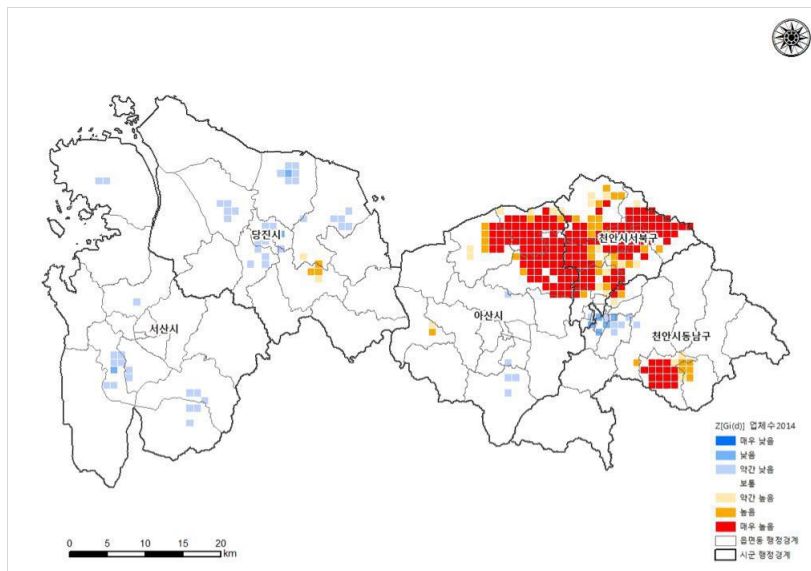 당진시
천안시서북구
서산시
아산시
천안시동남구
Z[Gi(d)] 업체수2014
매우 낮음
낮음
약간 낮음
보통
약간 높음
높음
매우 높음
읍면동 행정경계
시군 행정경계
0 5 10 15 20
km